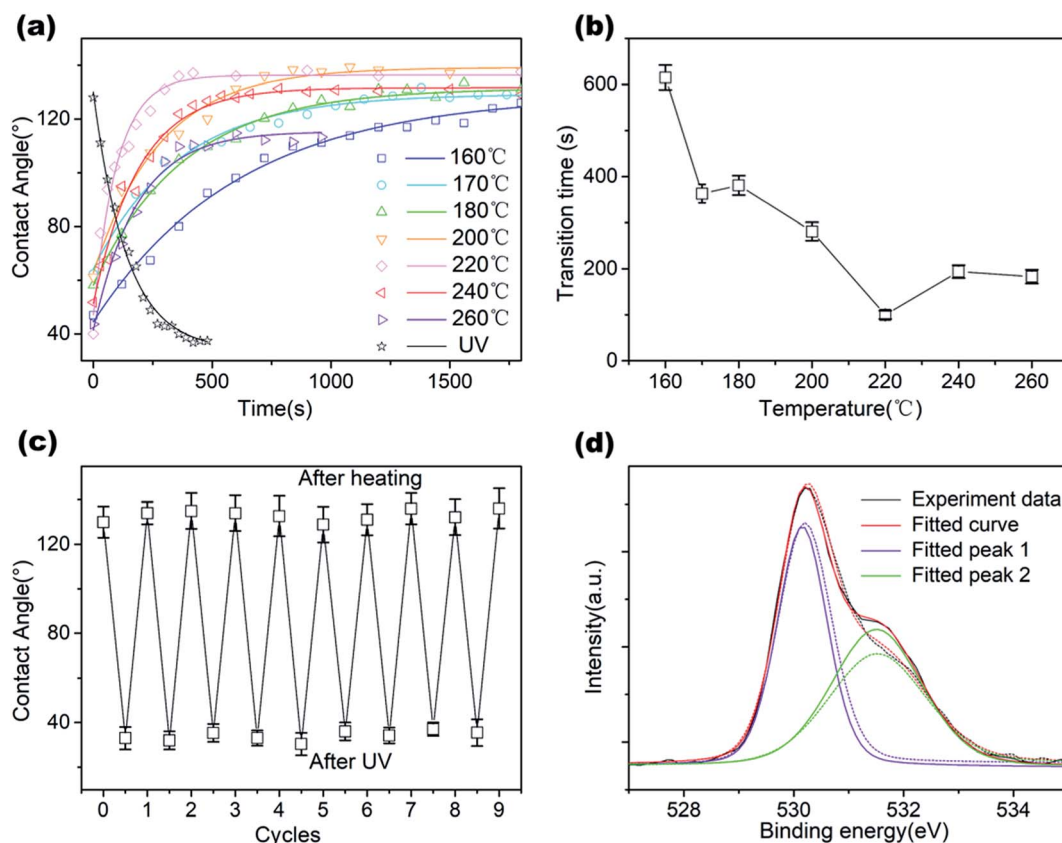 (a)
Contact Angle(°)
120
80
40
0
500
1000
1500
Time(s)
160℃
170℃
180℃
200℃
220℃
240℃
260℃
UV
(b)
Transition time (s)
600
400
200
0
160
180
200
220
240
260
Temperature(℃)
(c)
Contact Angle(°)
120
80
40
After heating
After UV
0
1
2
3
4
5
6
7
8
9
Cycles
(d)
Intensity(a.u.)
Experiment data
Fitted curve
Fitted peak 1
Fitted peak 2
528
530
532
534
Binding energy(eV)